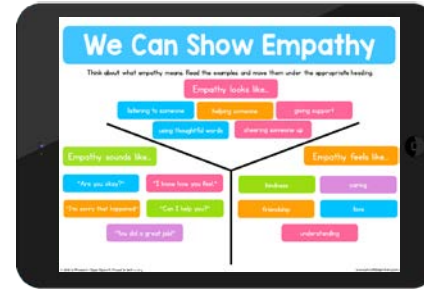 We Can Show Empathy
Think about what empathy means. Read the examples and move them under the appropriate heading.
Empathy looks like...
listening to someone
helping someone
giving support
using thoughtful words
cheering someone up
Empathy sounds like...
"Are you okay?"
"I know how you feel."
"I'm sorry that happened"
"Can I help you?"
"You did a great job!"
Empathy feels like...
kindness
caring
friendship
love
understanding